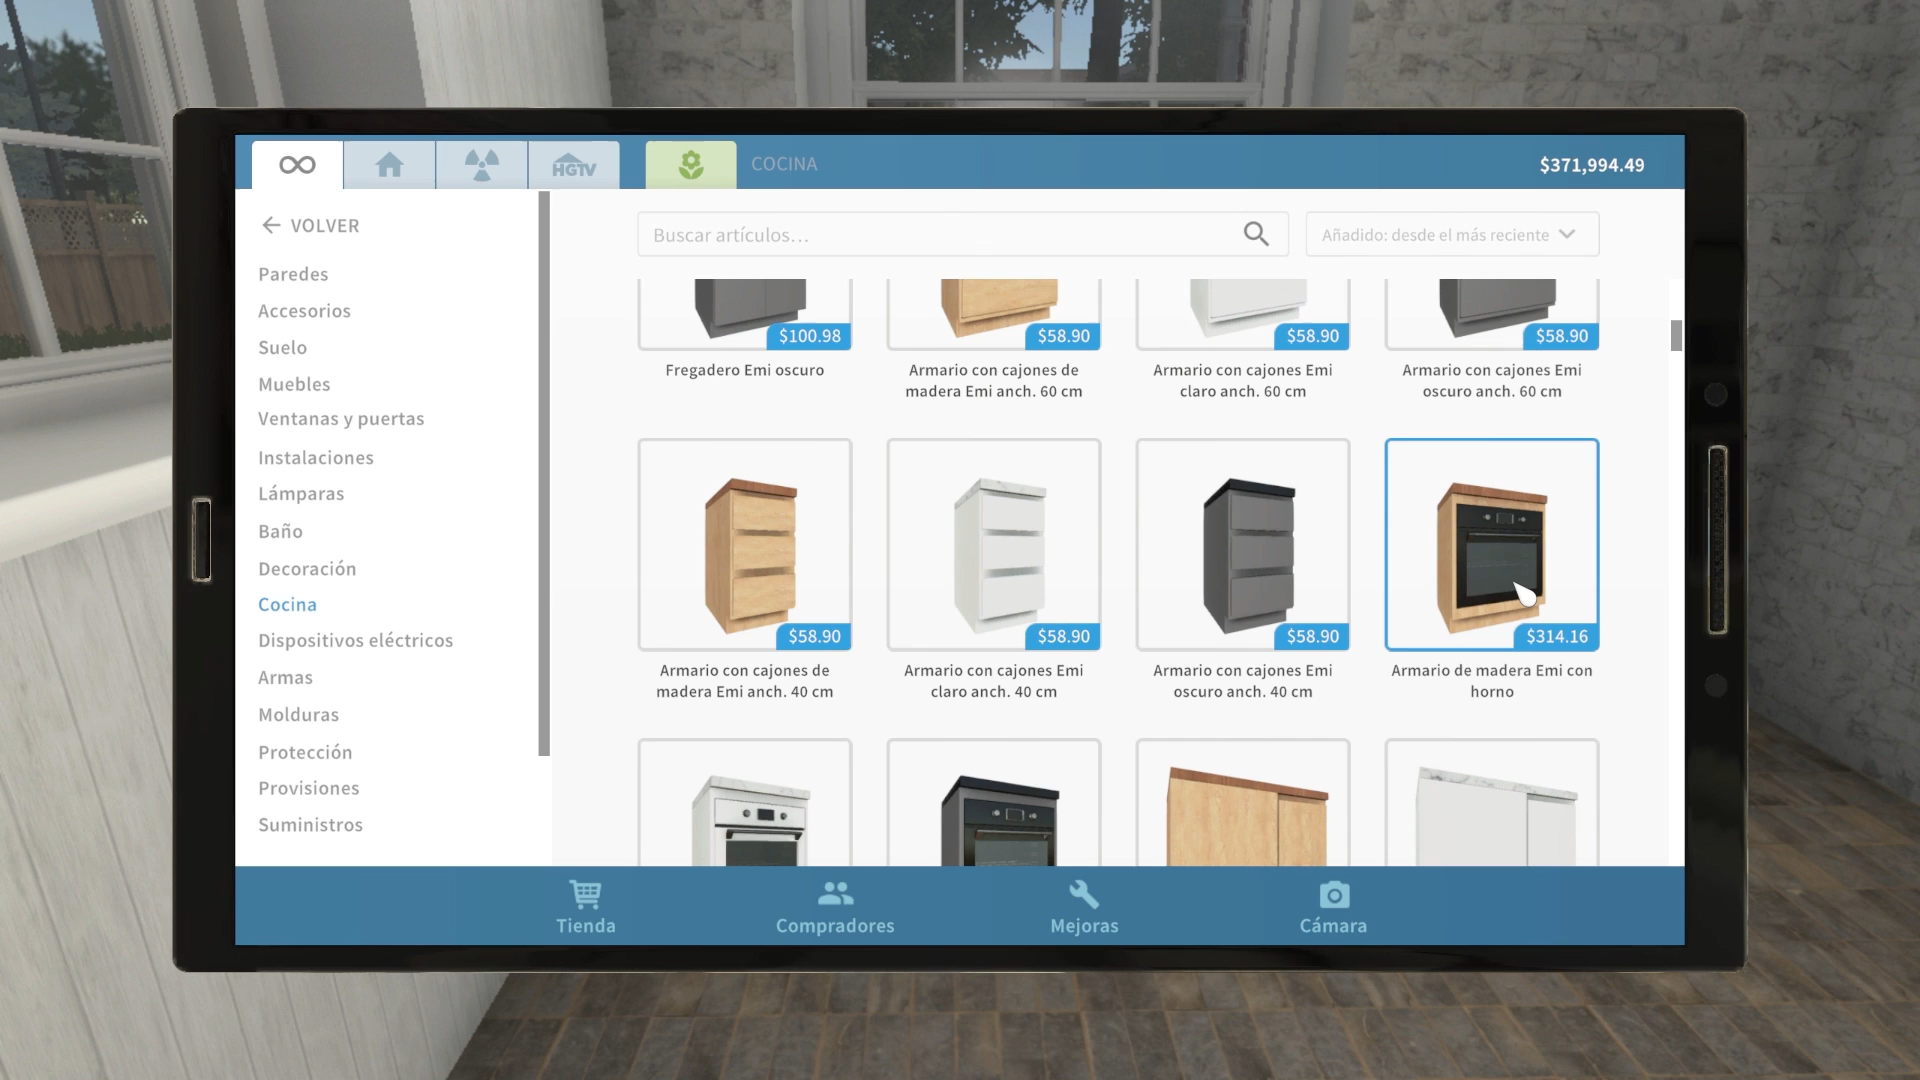 HGTV
COCINA
$371,994.49
VOLVER
Paredes
Accesorios
Suelo
Muebles
Ventanas y puertas
Instalaciones
Lámparas
Baño
Decoración
Cocina
Dispositivos eléctricos
Armas
Molduras
Protección
Provisiones
Suministros
Buscar artículos...
Añadido: desde el más reciente
$100.98
$58.90
$58.90
$58.90
Fregadero Emi oscuro
Armario con cajones de
madera Emi anch. 60 cm
Armario con cajones Emi
claro anch. 60 cm
Armario con cajones Emi
oscuro anch. 60 cm
$58.90
$58.90
$58.90
$314.16
Armario con cajones de
madera Emi anch. 40 cm
Armario con cajones Emi
claro anch. 40 cm
Armario con cajones Emi
oscuro anch. 40 cm
Armario de madera Emi con
horno
Tienda
Compradores
Mejoras
Cámara